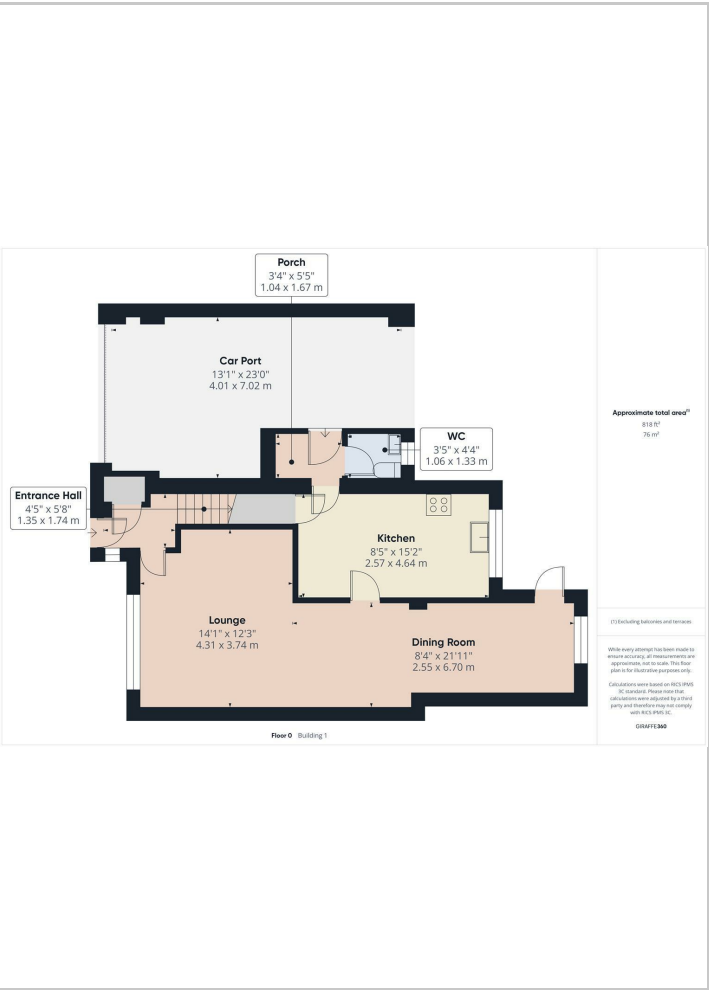 Porch
3'4" x 5'5"
1.04 x 1.67 m
Car Port
13'1" x 23'0"
4.01 x 7.02 m
WC
3'5" x 4'4"
1.06 x 1.33 m
Entrance Hall
4'5" x 5'8"
1.35 x 1.74 m
Kitchen
8'5" x 15'2"
2.57 x 4.64 m
Lounge
14'1" x 12'3"
4.31 x 3.74 m
Dining Room
8'4" x 21'11"
2.55 x 6.70 m
Floor 0 Building 1
Approximate total area⁽¹⁾
818 ft²
76 m²
(1) Excluding balconies and terraces
While every attempt has been made to
ensure accuracy, all measurements are
approximate, not to scale. This floor
plan is for illustrative purposes only.
Calculations were based on RICS IPMS
3C standard. Please note that
calculations were adjusted by a third
party and therefore may not comply
with RICS IPMS 3C.
GIRAFFE360